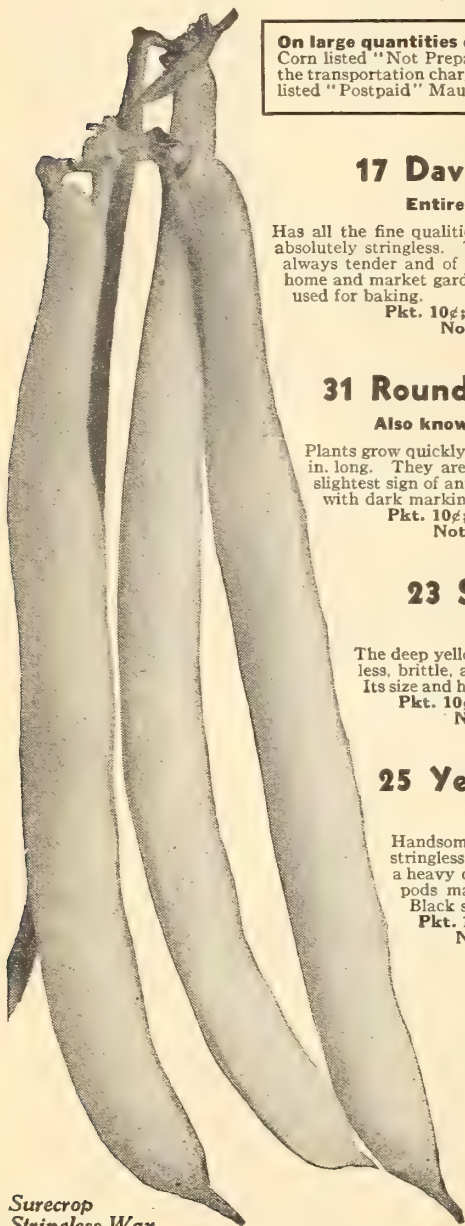 On large quantities
Corn listed "Not Prepa
the transportation char
listed "Postpaid" Mau
17 Dav
Entire
Has all the fine qualitie
absolutely stringless.
always tender and of
home and market gard
used for baking.
Pkt. 10¢;
No
31 Round
Also know
Plants grow quickly
in. long. They are
slightest sign of an
with dark markin
Pkt. 10¢;
Not
23 S
The deep yello
less, brittle, a
Its size and h
Pkt. 10¢
N
25 Ye
Handsom
stringless
a heavy
pods ma
Black s
Pkt. 1
N
Surecrop
Stringless Wax